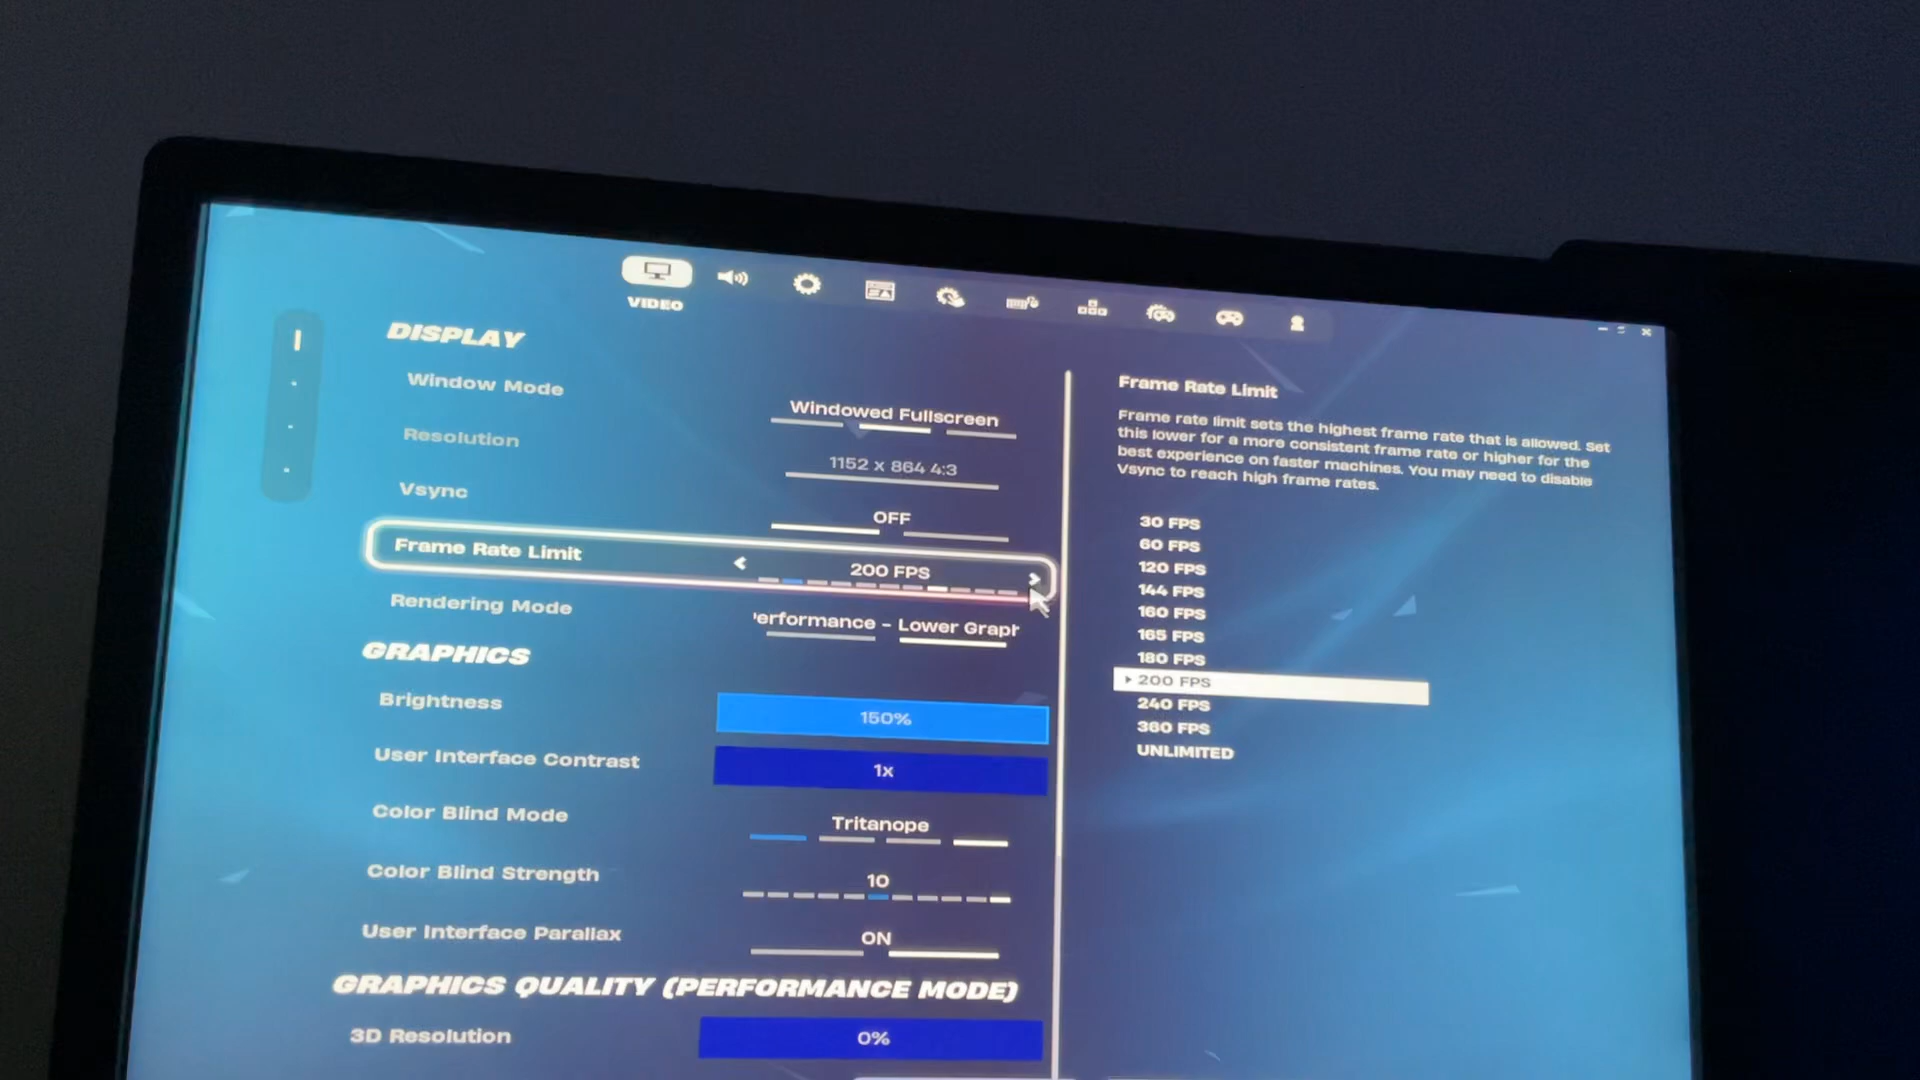 VIDEO
DISPLAY
Window Mode
Windowed Fullscreen
Resolution
1152 x 864 4:3
Vsync
OFF
Frame Rate Limit
200 FPS
Rendering Mode
erformance - Lower Graph
GRAPHICS
Brightness
150%
User Interface Contrast
1x
Color Blind Mode
Tritanope
Color Blind Strength
10
User Interface Parallax
ON
GRAPHICS QUALITY (PERFORMANCE MODE)
3D Resolution
0%
Frame Rate Limit
Frame rate limit sets the highest frame rate that is allowed. Set
this lower for a more consistent frame rate or higher for the
best experience on faster machines. You may need to disable
Vsync to reach high frame rates.
30 FPS
60 FPS
120 FPS
144 FPS
160 FPS
165 FPS
180 FPS
200 FPS
240 FPS
360 FPS
UNLIMITED